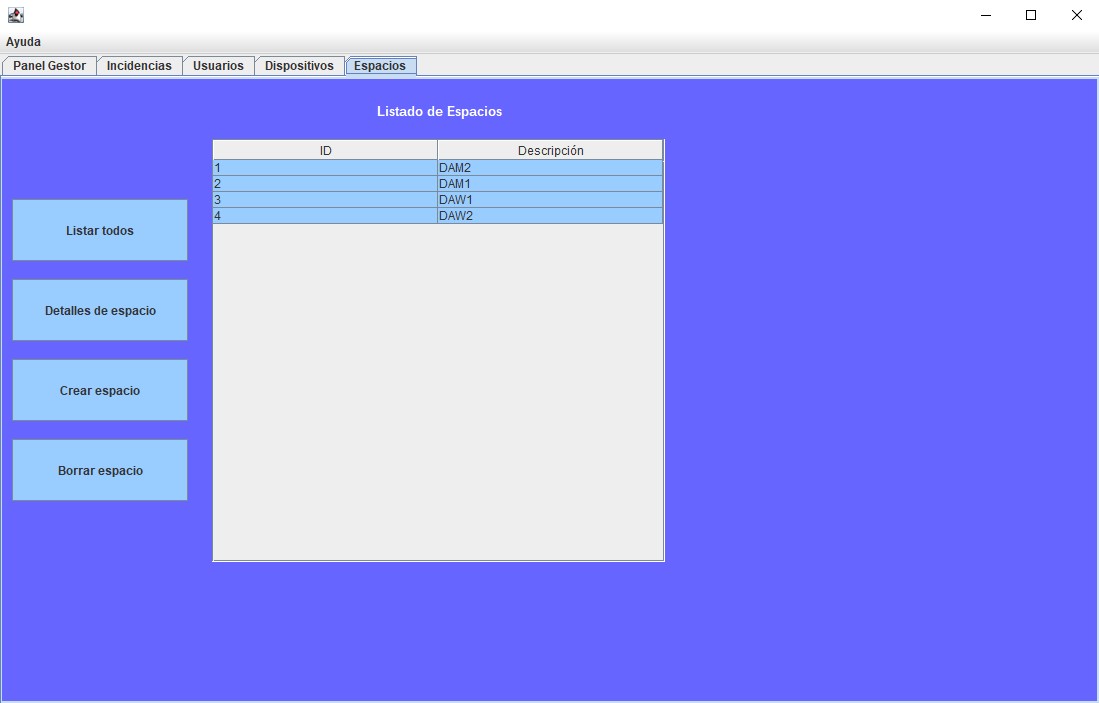 Ayuda
Panel Gestor Incidencias Usuarios Dispositivos Espacios
Listado de Espacios
ID Descripción
1 DAM2
2 DAM1
3 DAW1
4 DAW2
Listar todos
Detalles de espacio
Crear espacio
Borrar espacio